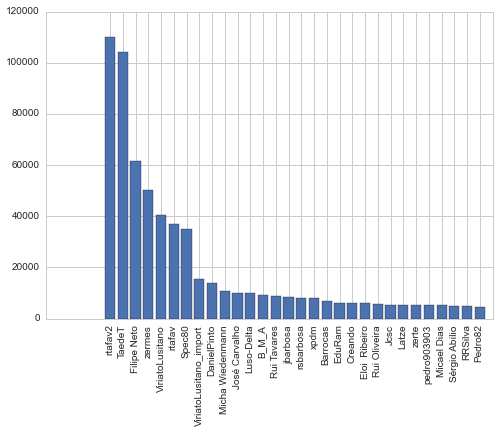 120000
100000
80000
60000
40000
20000
0
rtafav2
TaedeT
Filipe Neto
zermes
ViriatoLusitano
rtafav
Spec80
ViriatoLusitano_import
DanielPinto
Micha Wiedenmann
José Carvalho
Luso-Delta
B_M_A
Rui Tavares
jbarbosa
rsbarbosa
xpdm
Barrocas
EduRam
Creando
Eloi Ribeiro
Rui Oliveira
Jcsc
Latze
zerte
pedro903903
Micael Dias
Sérgio Abílio
RRSilva
Pedro82